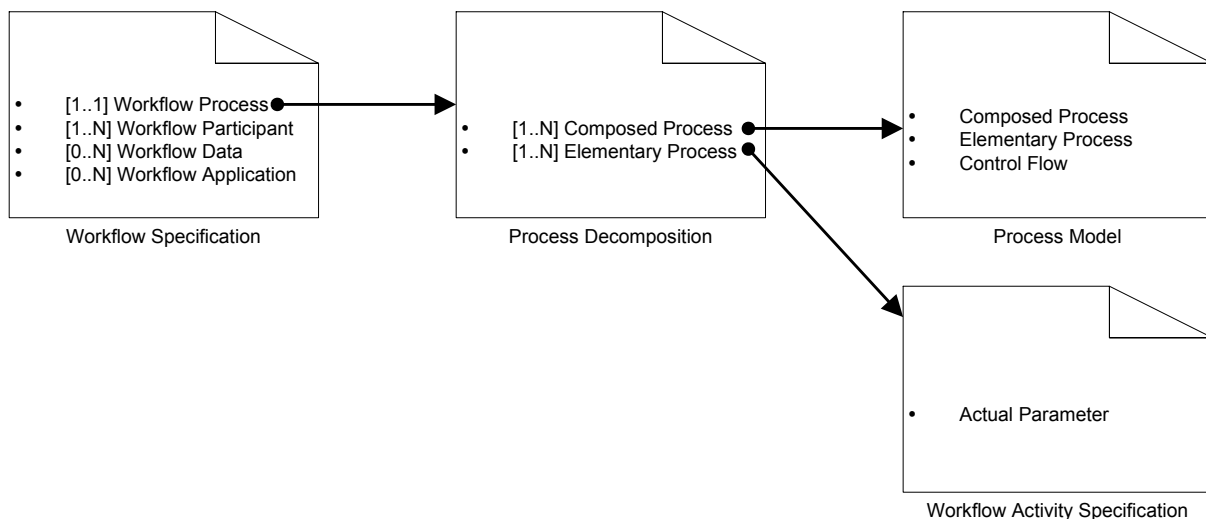 • [1..1] Workflow Process
• [1..N] Workflow Participant
• [0..N] Workflow Data
• [0..N] Workflow Application
Workflow Specification
• [1..N] Composed Process
• [1..N] Elementary Process
Process Decomposition
• Composed Process
• Elementary Process
• Control Flow
Process Model
• Actual Parameter
Workflow Activity Specification